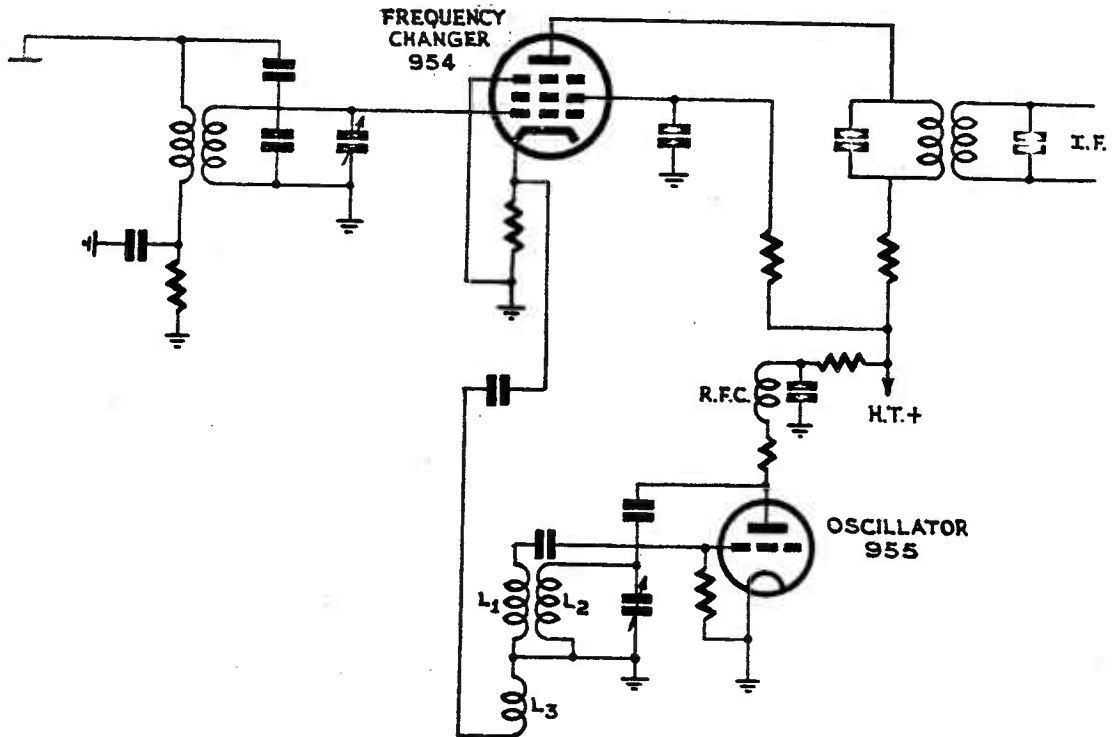 FREQUENCY
CHANGER
954
I.F.
R.F.C.
H.T.+
OSCILLATOR
955
L1
L2
L3